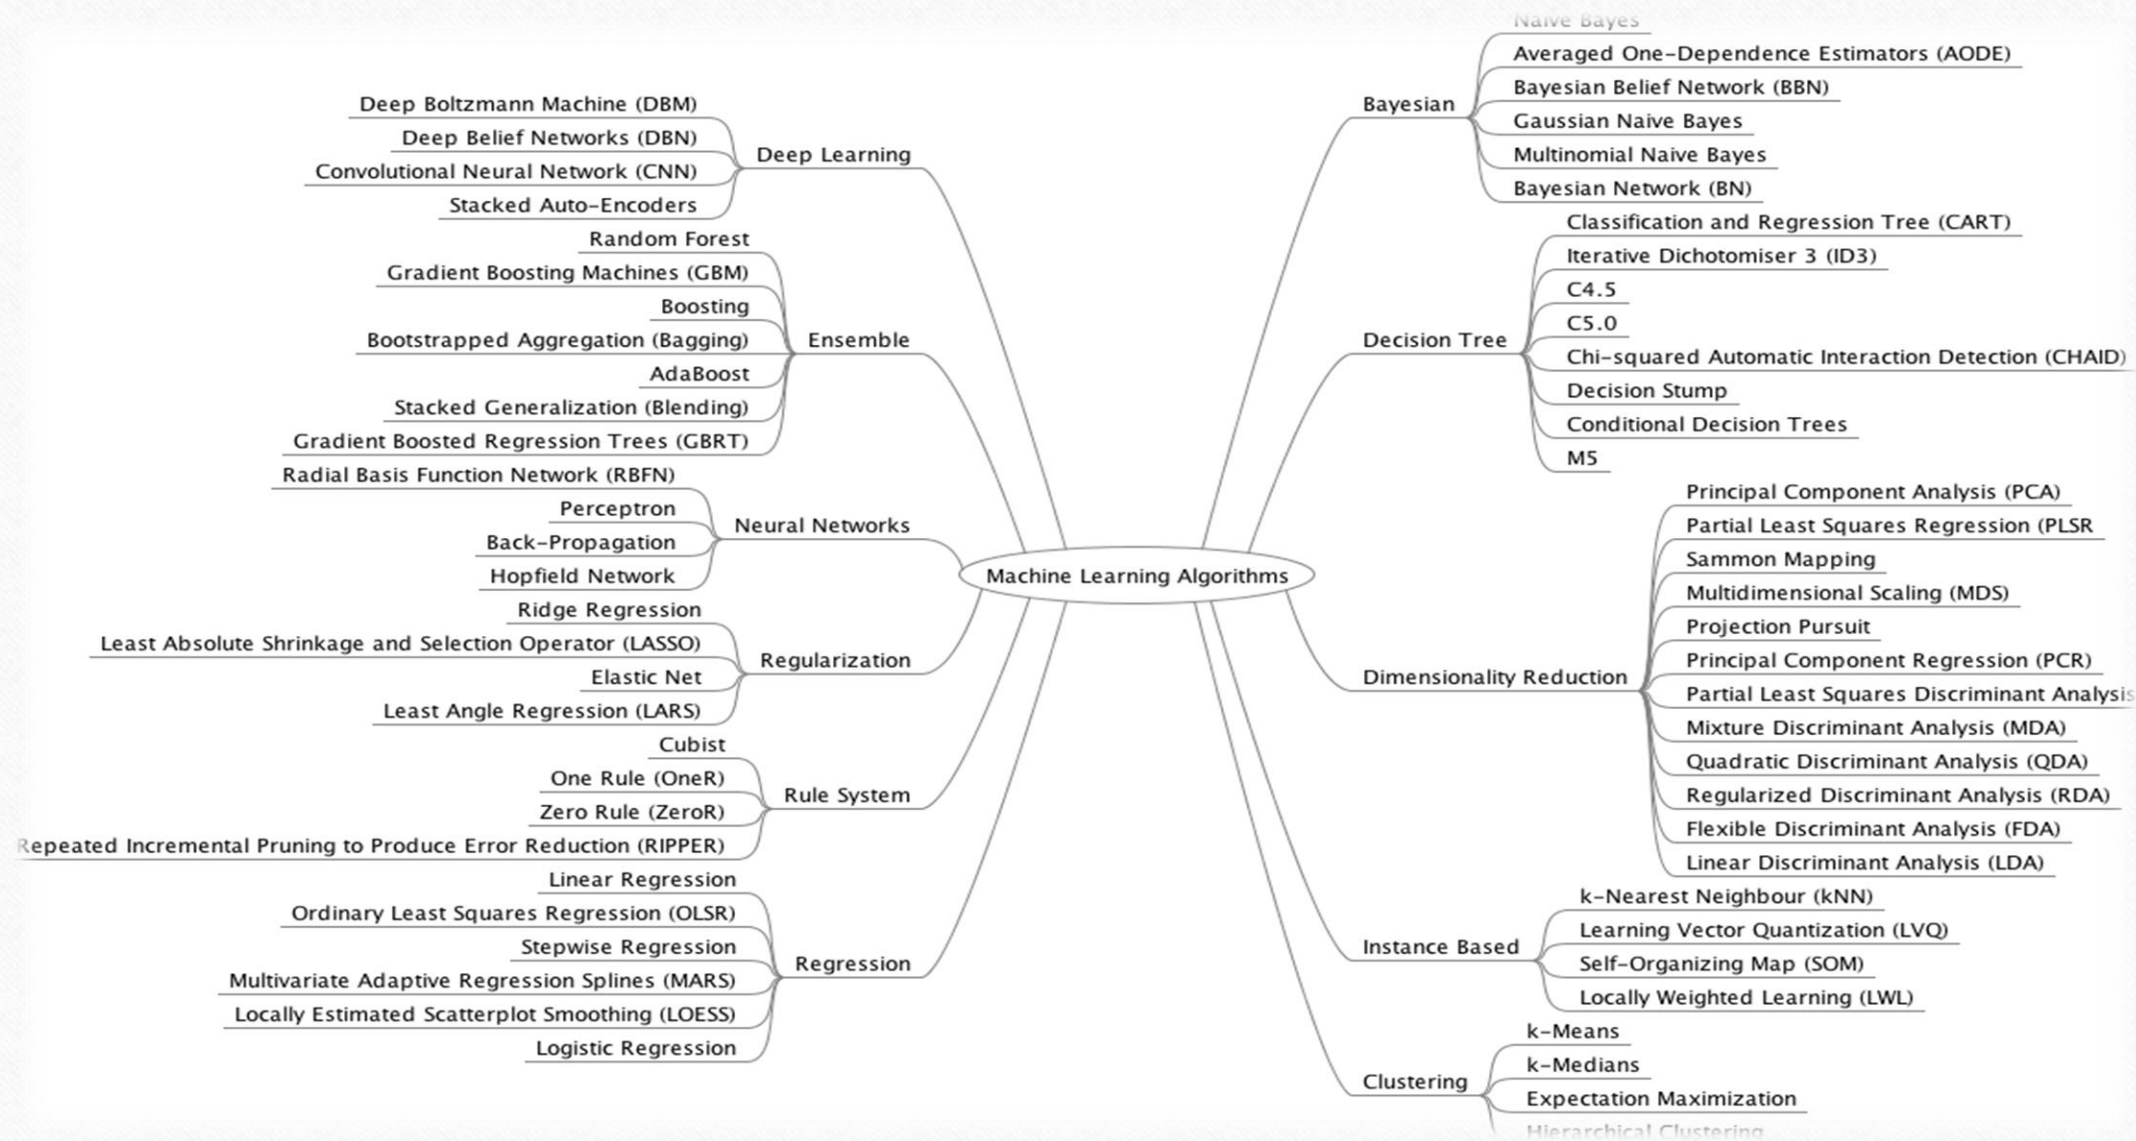 Machine Learning Algorithms
Deep Learning
Deep Boltzmann Machine (DBM)
Deep Belief Networks (DBN)
Convolutional Neural Network (CNN)
Stacked Auto-Encoders
Ensemble
Random Forest
Gradient Boosting Machines (GBM)
Boosting
Bootstrapped Aggregation (Bagging)
AdaBoost
Stacked Generalization (Blending)
Gradient Boosted Regression Trees (GBRT)
Neural Networks
Radial Basis Function Network (RBFN)
Perceptron
Back-Propagation
Hopfield Network
Regularization
Ridge Regression
Least Absolute Shrinkage and Selection Operator (LASSO)
Elastic Net
Least Angle Regression (LARS)
Rule System
Cubist
One Rule (OneR)
Zero Rule (ZeroR)
Repeated Incremental Pruning to Produce Error Reduction (RIPPER)
Regression
Linear Regression
Ordinary Least Squares Regression (OLSR)
Stepwise Regression
Multivariate Adaptive Regression Splines (MARS)
Locally Estimated Scatterplot Smoothing (LOESS)
Logistic Regression
Bayesian
Naive Bayes
Averaged One-Dependence Estimators (AODE)
Bayesian Belief Network (BBN)
Gaussian Naive Bayes
Multinomial Naive Bayes
Bayesian Network (BN)
Decision Tree
Classification and Regression Tree (CART)
Iterative Dichotomiser 3 (ID3)
C4.5
C5.0
Chi-squared Automatic Interaction Detection (CHAID)
Decision Stump
Conditional Decision Trees
M5
Dimensionality Reduction
Principal Component Analysis (PCA)
Partial Least Squares Regression (PLSR
Sammon Mapping
Multidimensional Scaling (MDS)
Projection Pursuit
Principal Component Regression (PCR)
Partial Least Squares Discriminant Analysis
Mixture Discriminant Analysis (MDA)
Quadratic Discriminant Analysis (QDA)
Regularized Discriminant Analysis (RDA)
Flexible Discriminant Analysis (FDA)
Linear Discriminant Analysis (LDA)
Instance Based
k-Nearest Neighbour (kNN)
Learning Vector Quantization (LVQ)
Self-Organizing Map (SOM)
Locally Weighted Learning (LWL)
Clustering
k-Means
k-Medians
Expectation Maximization
Hierarchical Clustering